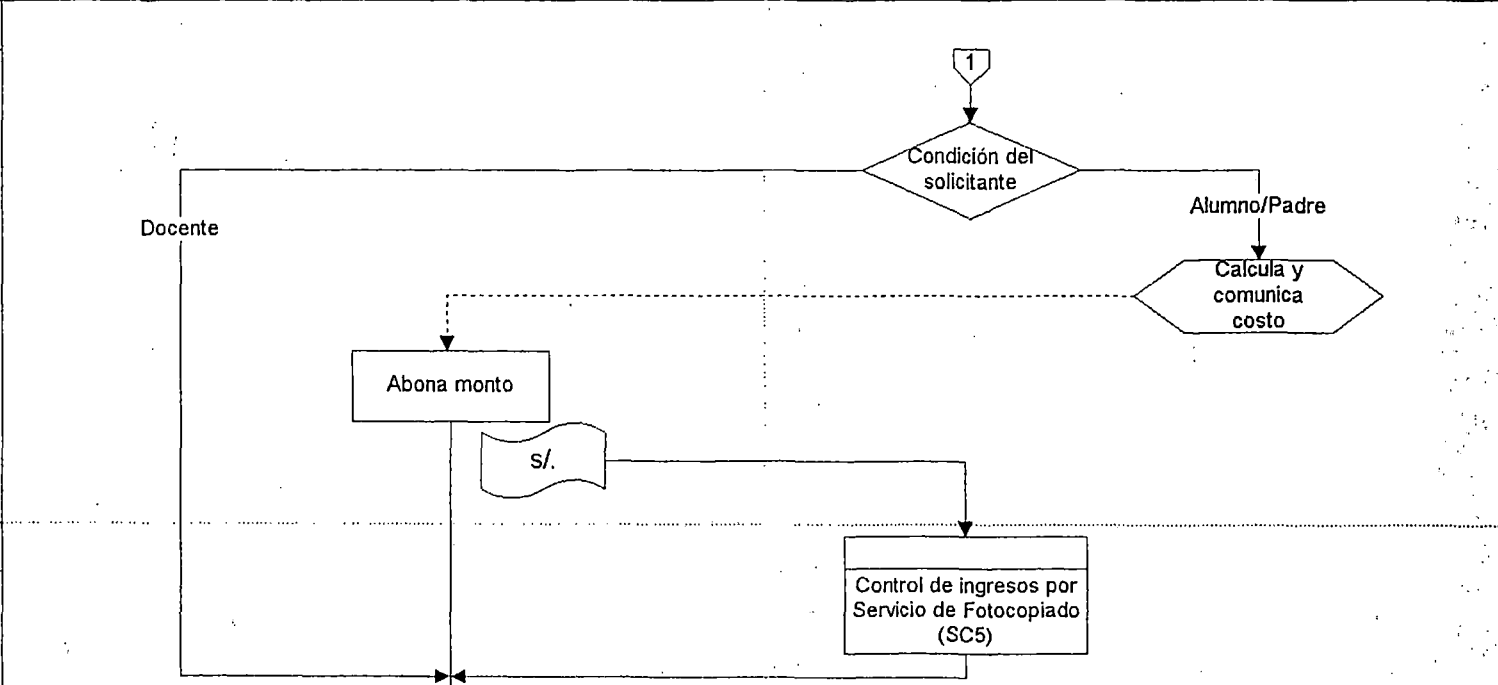 1
Condición del
solicitante
Alumno/Padre
Docente
Calcula y
comunica
costo
Abona monto
s/.
Control de ingresos por
Servicio de Fotocopiado
(SC5)